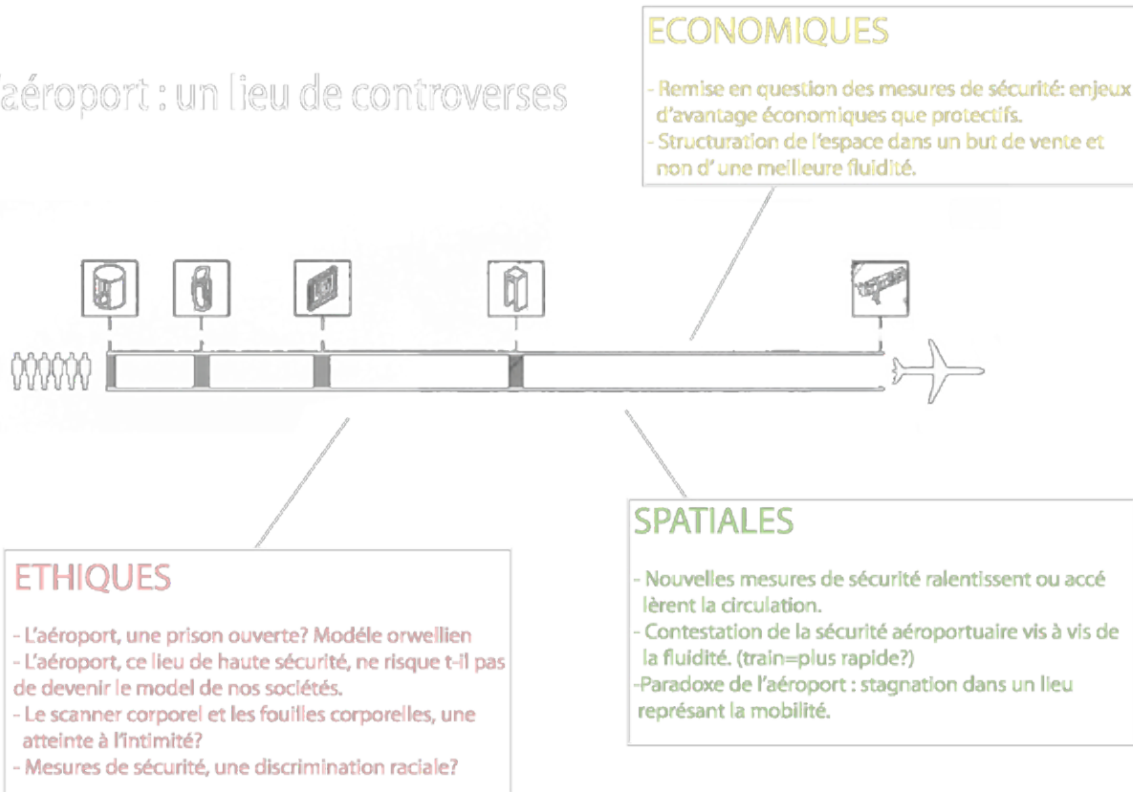 'aéroport : un lieu de controverses
ECONOMIQUES
- Remise en question des mesures de sécurité: enjeux
d'avantage économiques que protectifs.
- Structuration de l'espace dans un but de vente et
non d' une meilleure fluidité.
ETHIQUES
- L'aéroport, une prison ouverte? Modéle orwellien
- L'aéroport, ce lieu de haute sécurité, ne risque t-il pas
de devenir le model de nos sociétés.
- Le scanner corporel et les fouilles corporelles, une
atteinte à l'intimité?
- Mesures de sécurité, une discrimination raciale?
SPATIALES
- Nouvelles mesures de sécurité ralentissent ou accé
lèrent la circulation.
- Contestation de la sécurité aéroportuaire vis à vis de
la fluidité. (train=plus rapide?)
-Paradoxe de l'aéroport : stagnation dans un lieu
représant la mobilité.